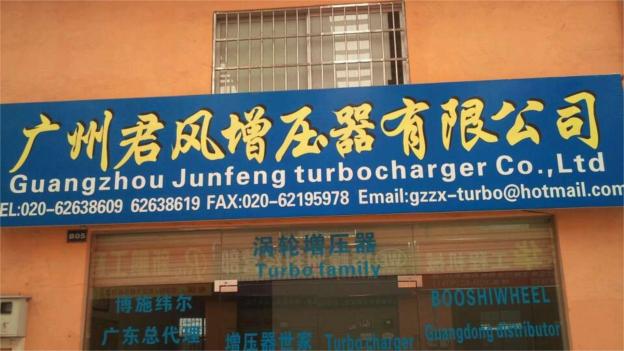 广州君风增压器有限公司
Guangzhou Junfeng turbocharger Co.,Ltd
EL:020-62638609 62638619 FAX:020-62195978 Email:gzzx-turbo@hotmail.com
805
涡轮增压器
Turbo family
博施纬尔
广东总代理
增压器世家 Turbo charger
BOOSHIWHEEL
Guangdong distributor